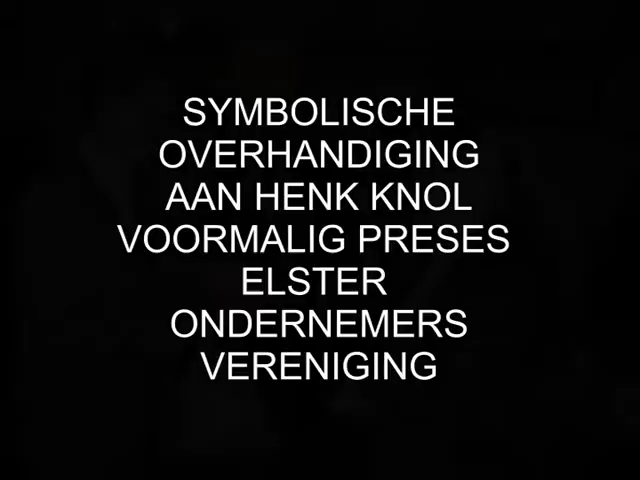 SYMBOLISCHE
OVERHANDIGING
AAN HENK KNOL
VOORMALIG PRESES
ELSTER
ONDERNEMERS
VERENIGING